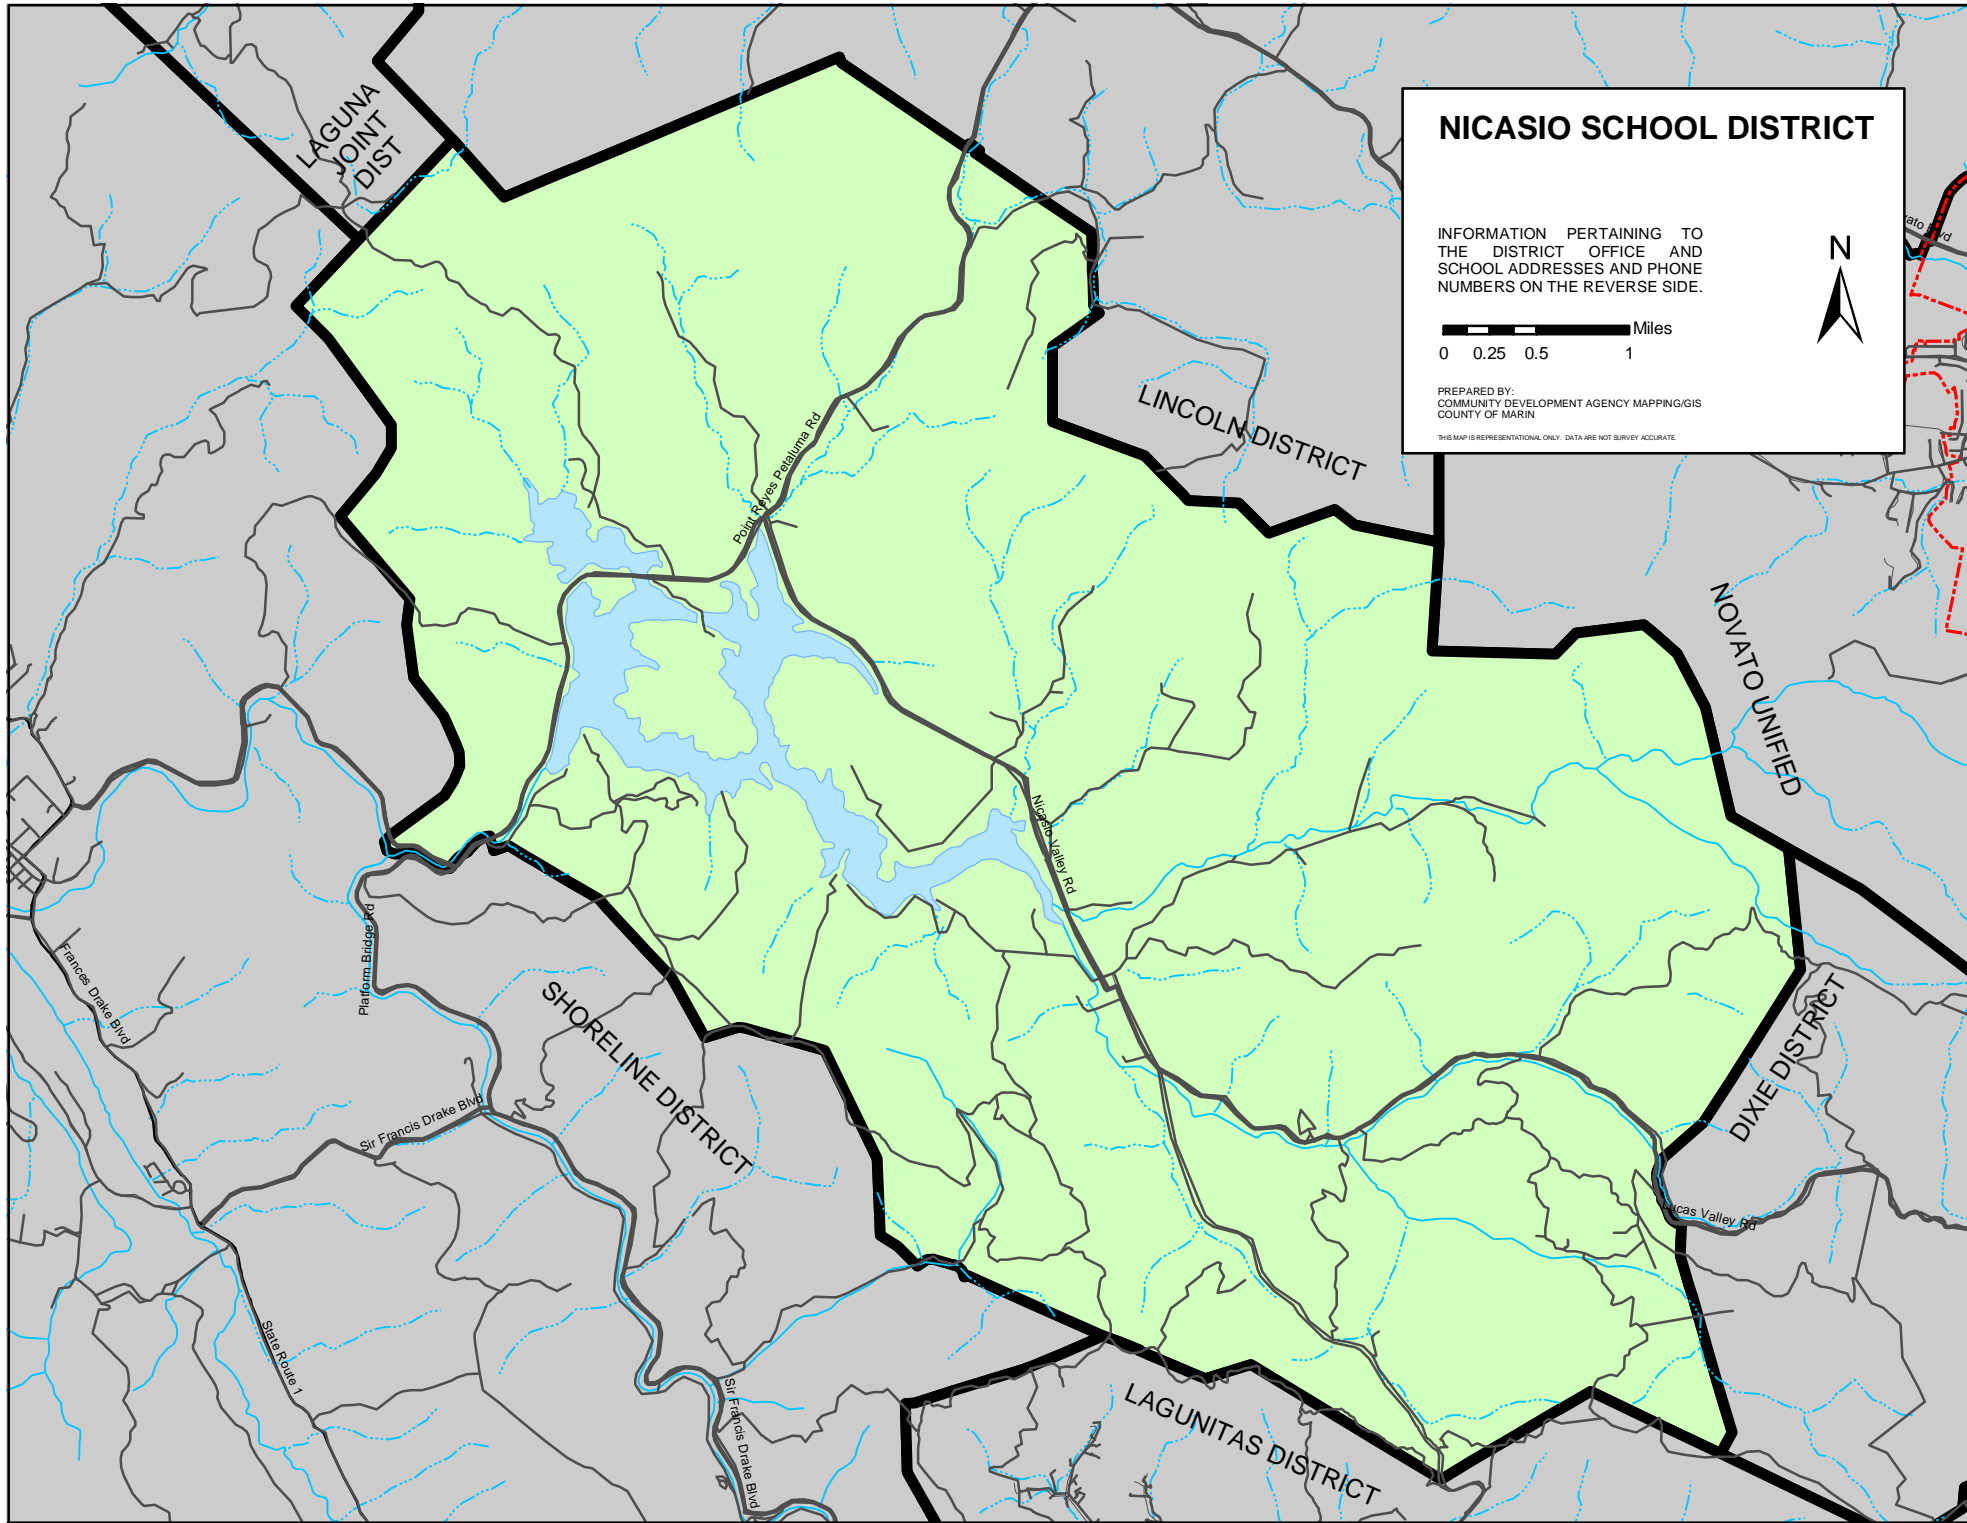 NICASIO SCHOOL DISTRICT
INFORMATION PERTAINING TO
THE DISTRICT OFFICE AND
SCHOOL ADDRESSES AND PHONE
NUMBERS ON THE REVERSE SIDE.
N
Miles
0 0.25 0.5 1
PREPARED BY:
COMMUNITY DEVELOPMENT AGENCY MAPPING/GIS
COUNTY OF MARIN
THIS MAP IS REPRESENTATIONAL ONLY. DATA ARE NOT SURVEY ACCURATE.
LAGUNA
JOINT
DIST
LINCOLN DISTRICT
Point Reyes Petaluma Rd
NOVATO UNIFIED
Nicasio Valley Rd
Platform Bridge Rd
Frances Drake Blvd
SHORELINE DISTRICT
DIXIE DISTRICT
Sir Francis Drake Blvd
Lucas Valley Rd
State Route 1
Sir Francis Drake Blvd
LAGUNITAS DISTRICT